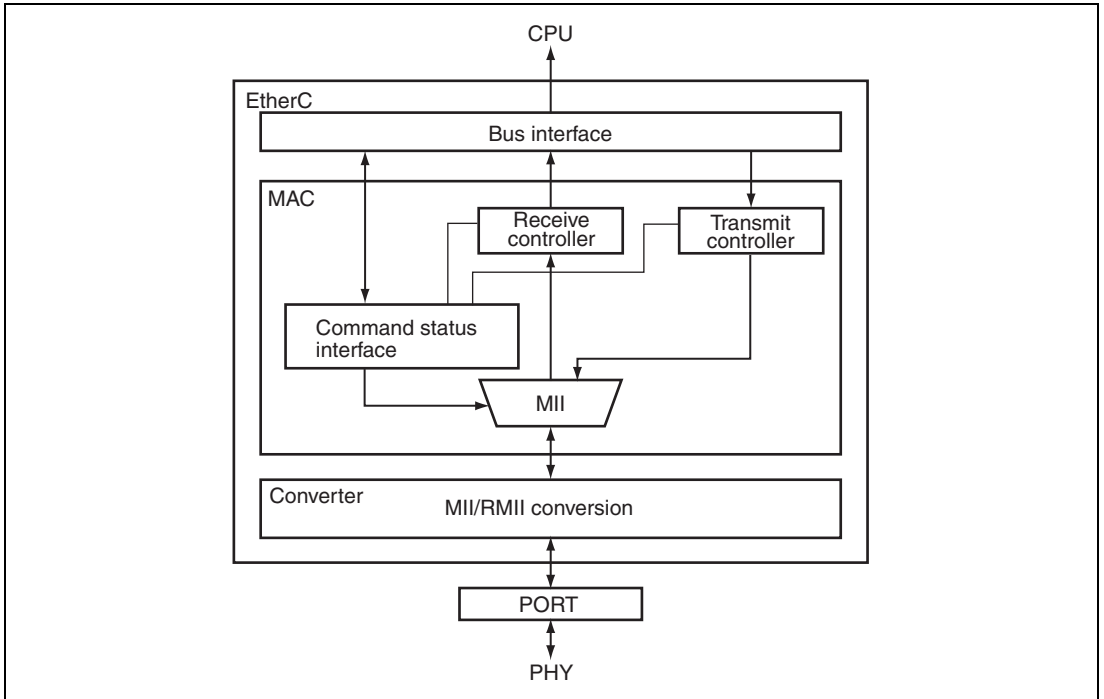 CPU
EtherC
Bus interface
MAC
Receive
controller
Transmit
controller
Command status
interface
MII
Converter
MII/RMII conversion
PORT
PHY